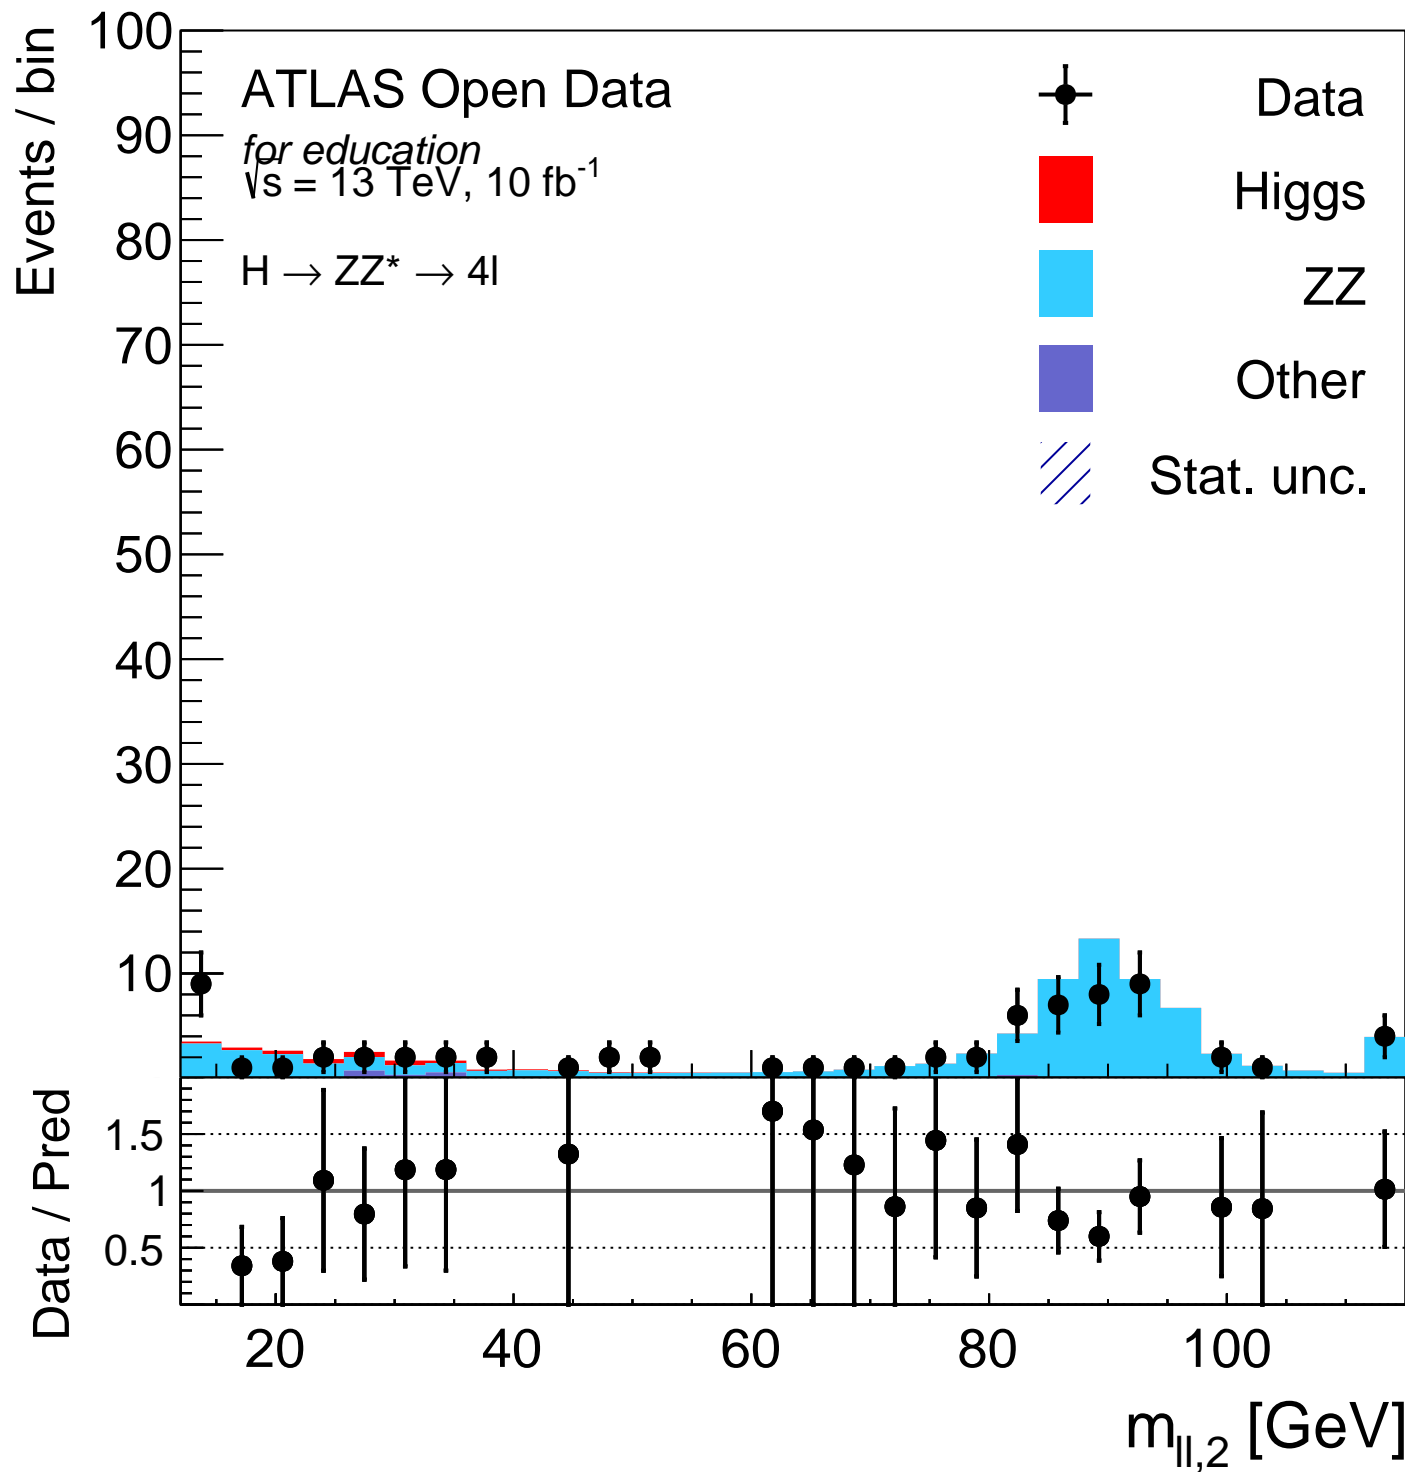 Events / bin
100
90
80
70
60
50
40
30
20
10
ATLAS Open Data
for education
√s = 13 TeV, 10 fb⁻¹
H → ZZ* → 4l
Data
Higgs
ZZ
Other
Stat. unc.
Data / Pred
1.5
1
0.5
20 40 60 80 100
m_ll,2 [GeV]